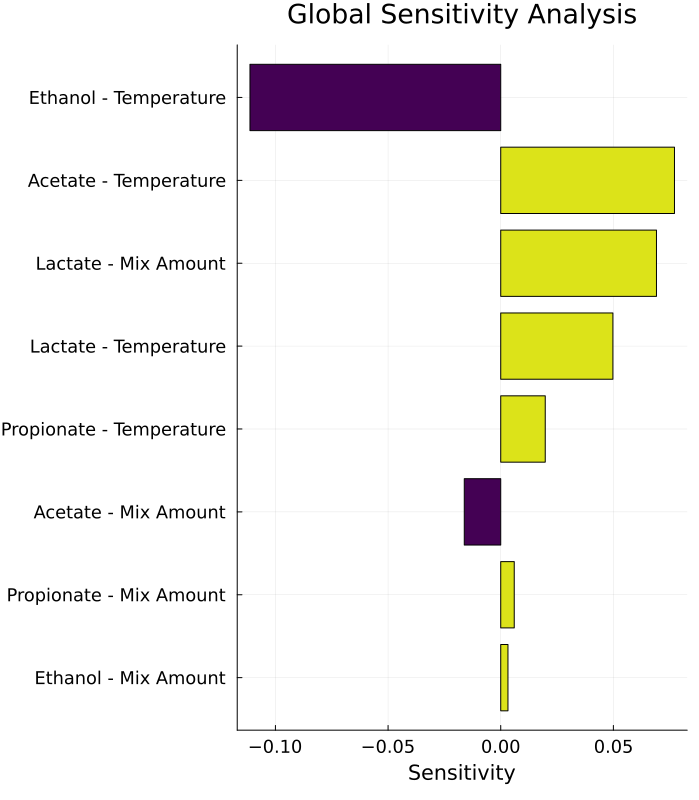 Global Sensitivity Analysis
Ethanol - Temperature
Acetate - Temperature
Lactate - Mix Amount
Lactate - Temperature
Propionate - Temperature
Acetate - Mix Amount
Propionate - Mix Amount
Ethanol - Mix Amount
−0.10 −0.05 0.00 0.05
Sensitivity